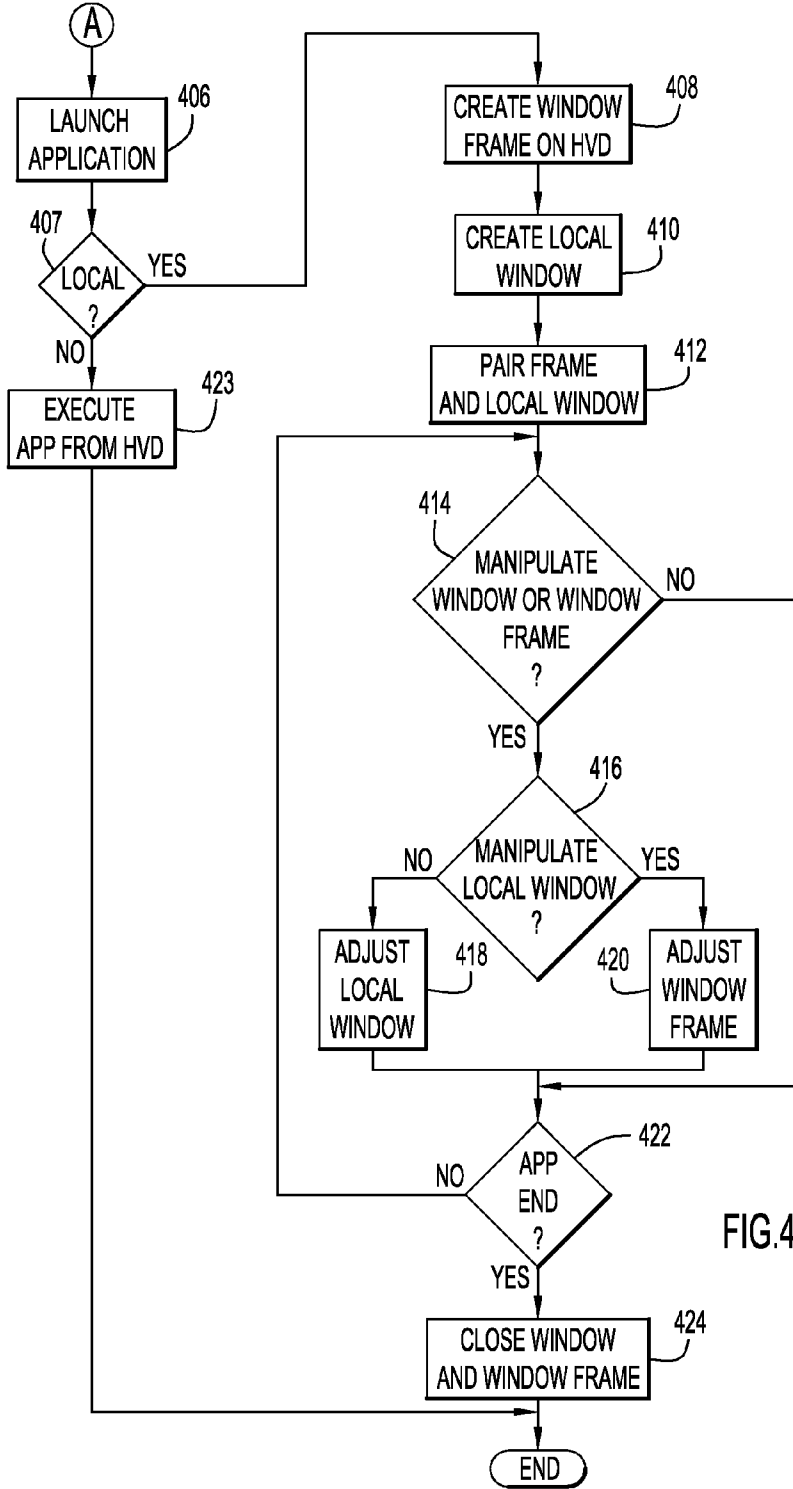 A
406
LAUNCH
APPLICATION
407
LOCAL
?
YES
NO
423
EXECUTE
APP FROM HVD
408
CREATE WINDOW
FRAME ON HVD
410
CREATE LOCAL
WINDOW
412
PAIR FRAME
AND LOCAL WINDOW
414
MANIPULATE
WINDOW OR WINDOW
FRAME
?
NO
YES
416
MANIPULATE
LOCAL WINDOW
?
NO
YES
ADJUST
LOCAL
WINDOW
418
420
ADJUST
WINDOW
FRAME
422
APP
END
?
NO
YES
FIG.4
424
CLOSE WINDOW
AND WINDOW FRAME
END